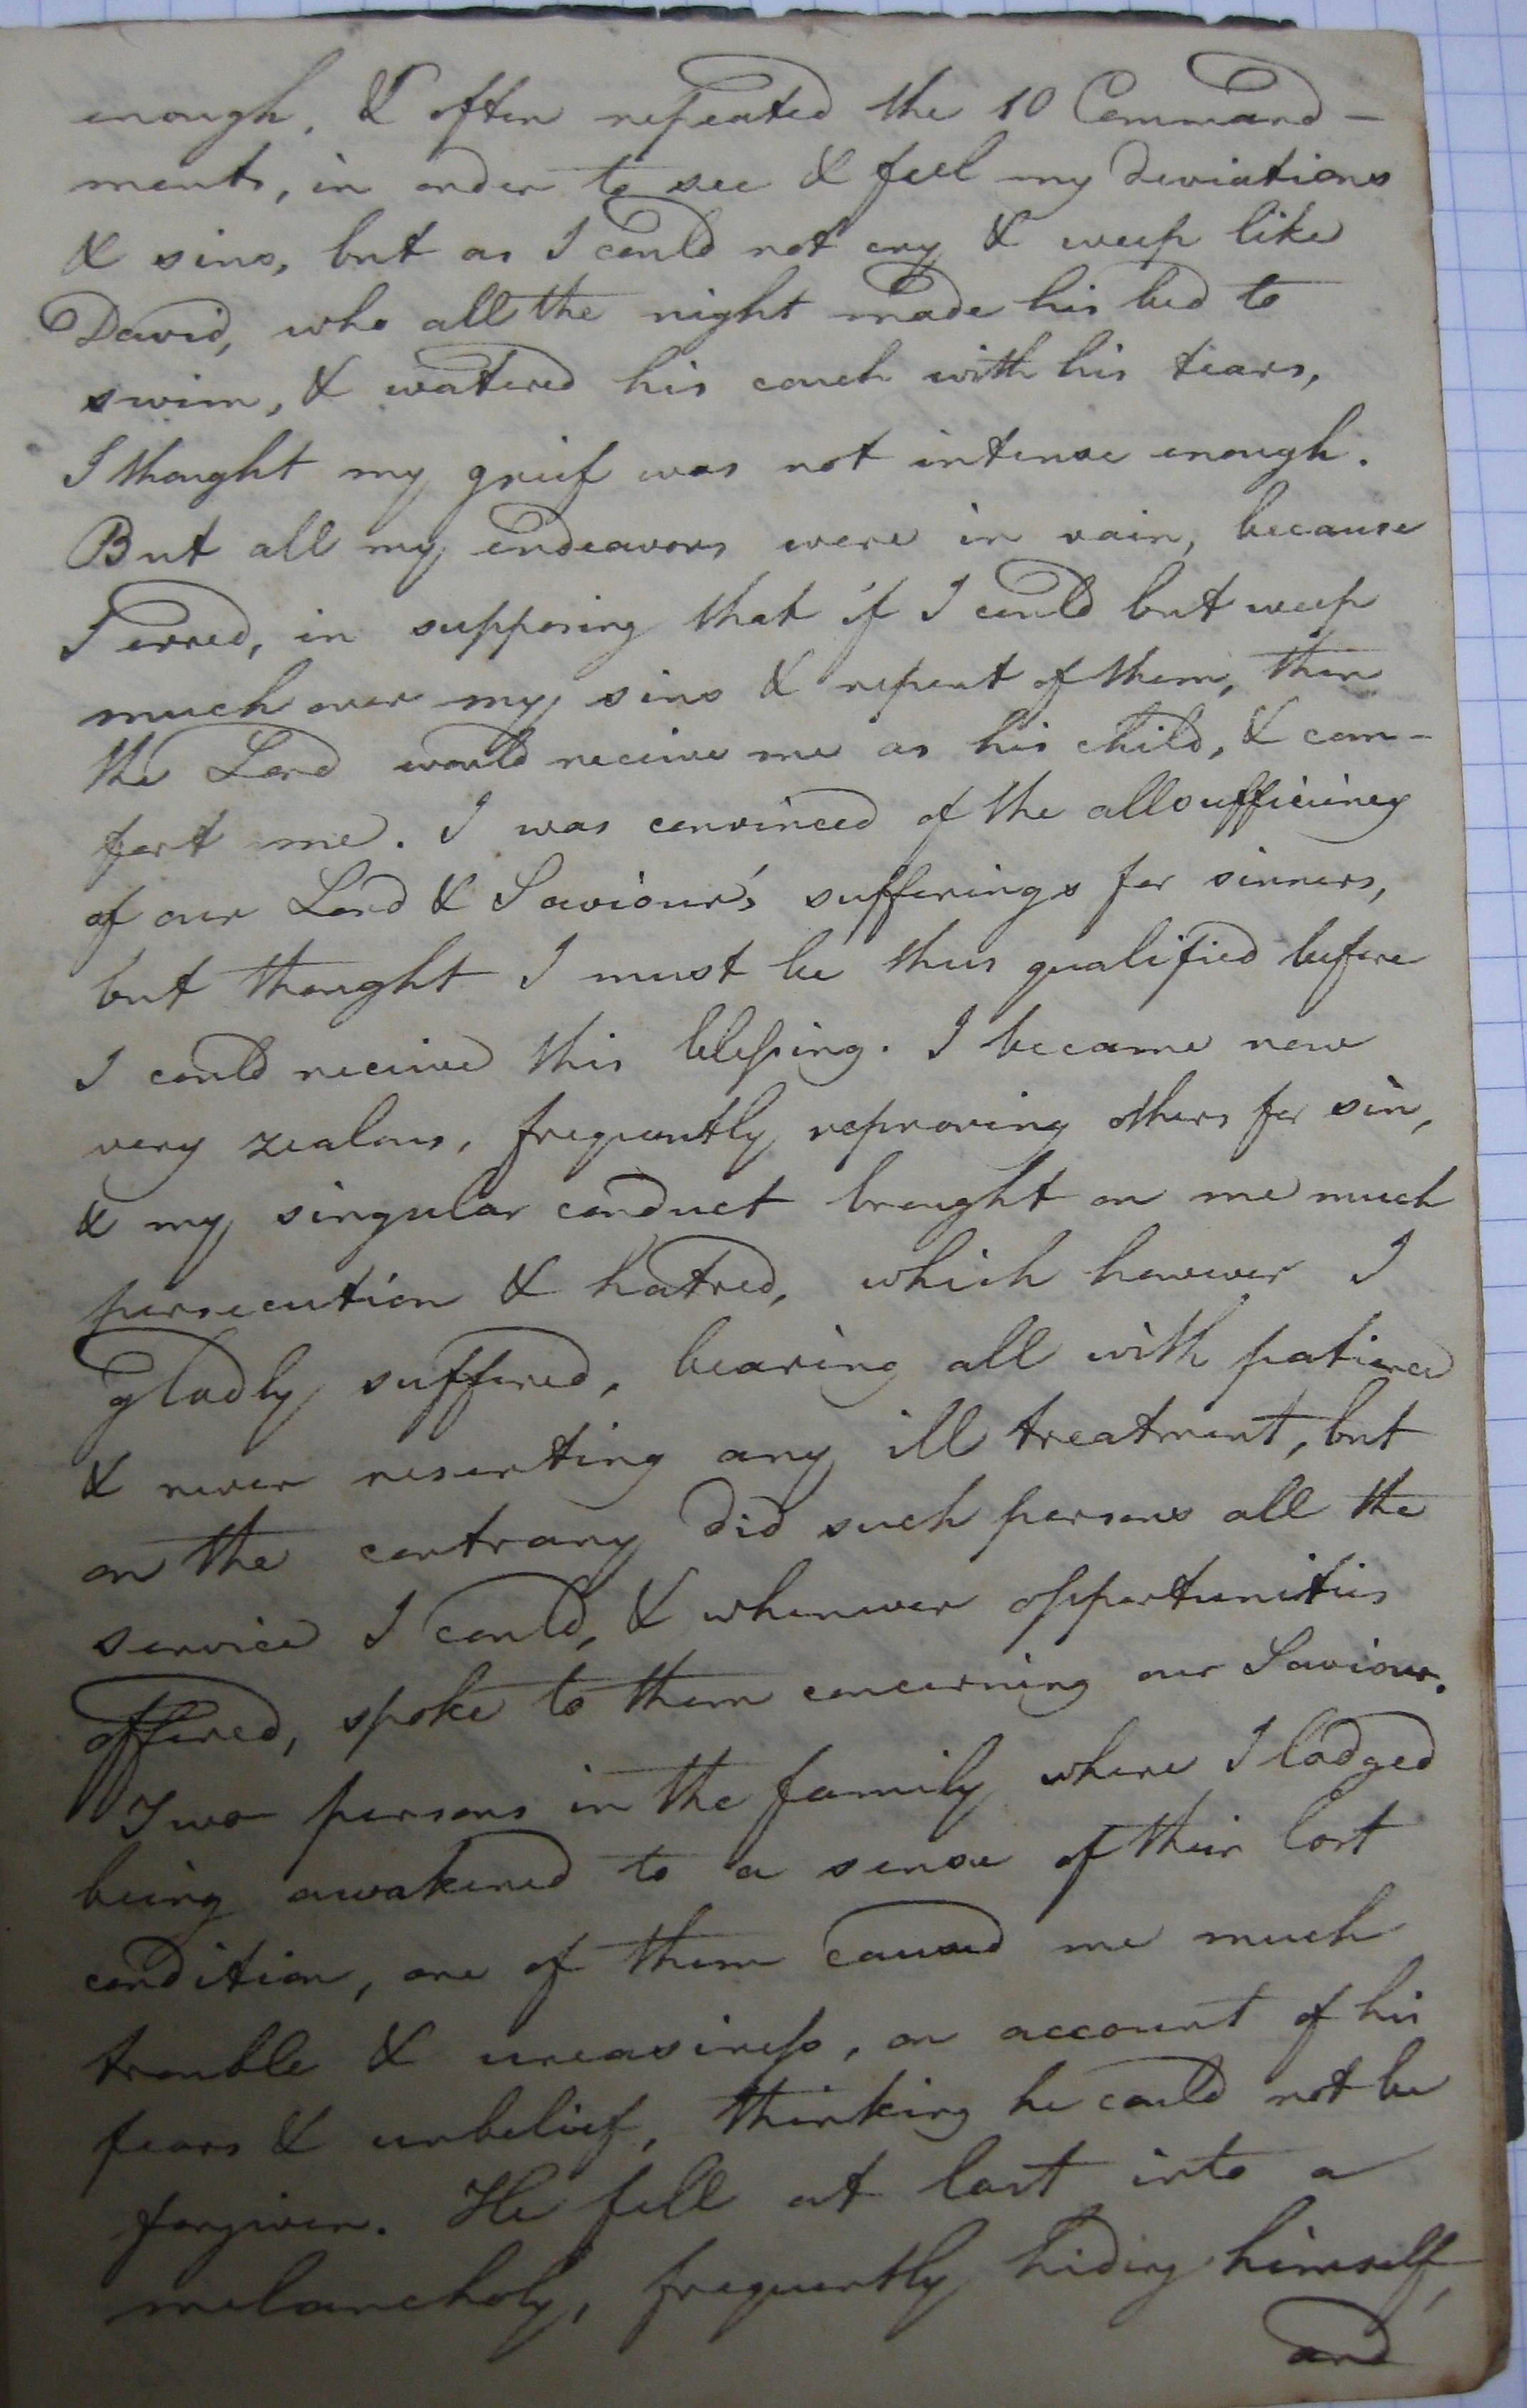 enough, & often repeated the 10 Command-
ments, in order to see & feel my deviations
& sins, but as I could not cry & weep like
David, who all the night made his bed to
swim, & watered his couch with his tears,
I thought my grief was not intense enough.
But all my endeavors were in vain, because
I erred, in supposing that if I could but weep
much over my sins & repent of them, then
the Lord would receive me as his child, & com-
fort me. I was convinced of the allsufficiency
of our Lord & Saviour's sufferings for sinners,
but thought I must be thus qualified before
I could receive this blessing. I became now
very zealous, frequently reproving others for sin,
& my singular conduct brought on me much
persecution & hatred, which however I
gladly suffered, bearing all with patience
& never resenting any ill treatment, but
on the contrary did such persons all the
service I could, & whenever opportunities
offered, spoke to them concerning our Saviour.
Two persons in the family where I lodged
being awakened to a sense of their lost
condition, one of them caused me much
trouble & uneasiness, on account of his
fears & unbelief, thinking he could not be
forgiven. He fell at last into a
melancholy, frequently hiding himself,
and